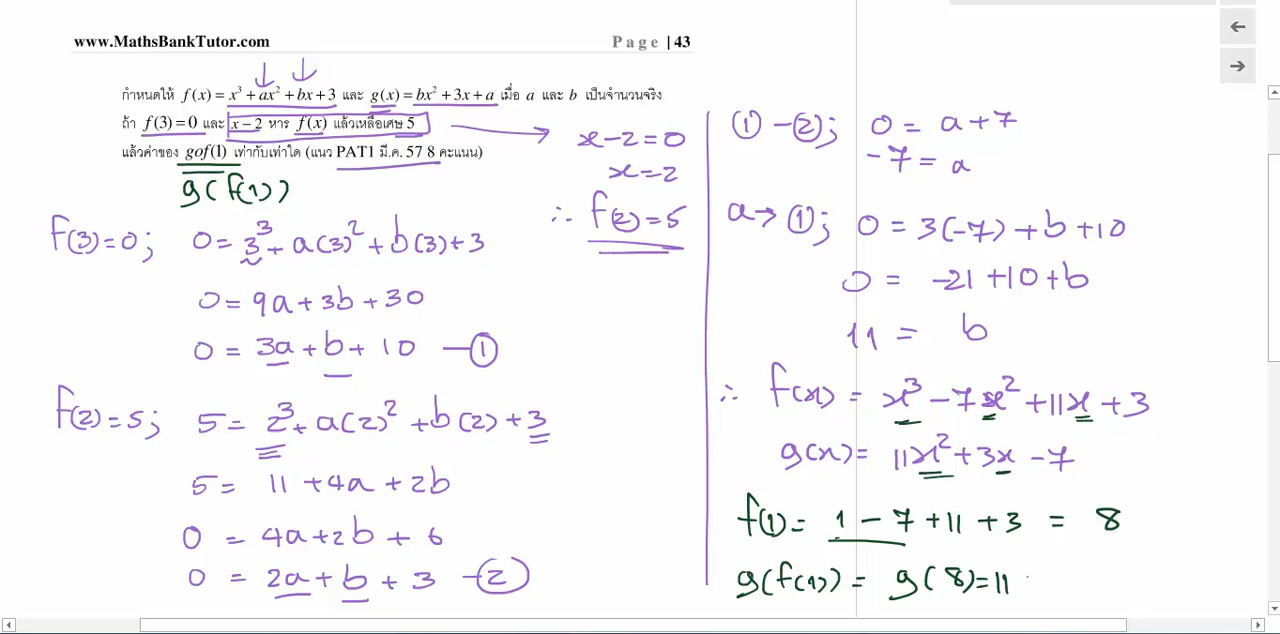 www.MathsBankTutor.com
Page | 43
กำหนดให้ f(x) = x³ + ax² + bx + 3 และ g(x) = bx² + 3x + a เมื่อ a และ b เป็นจำนวนจริง
ถ้า f(3) = 0 และ x − 2 หาร f(x) แล้วเหลือเศษ 5
แล้วค่าของ gof(1) เท่ากับเท่าใด (แนว PAT1 มี.ค. 57 8 คะแนน)
g(f(1))
x-2=0
x=2
∴ f(2)=5
f(3)=0; 0= 3³ + a(3)² + b(3)+3
0= 9a+3b+30
0 = 3a+b+10 —①
f(2)=5; 5= 2³+a(2)²+b(2)+3
5= 11+4a+2b
0 = 4a+2b+6
0 = 2a+b+3 —②
①-②; 0 = a+7
-7 = a
a→①; 0 = 3(-7)+b+10
0 = -21+10+b
11 = b
∴ f(x) = x³-7x²+11x+3
g(x)= 11x²+3x-7
f(1)= 1-7+11+3 = 8
g(f(1)) = g(8)=11